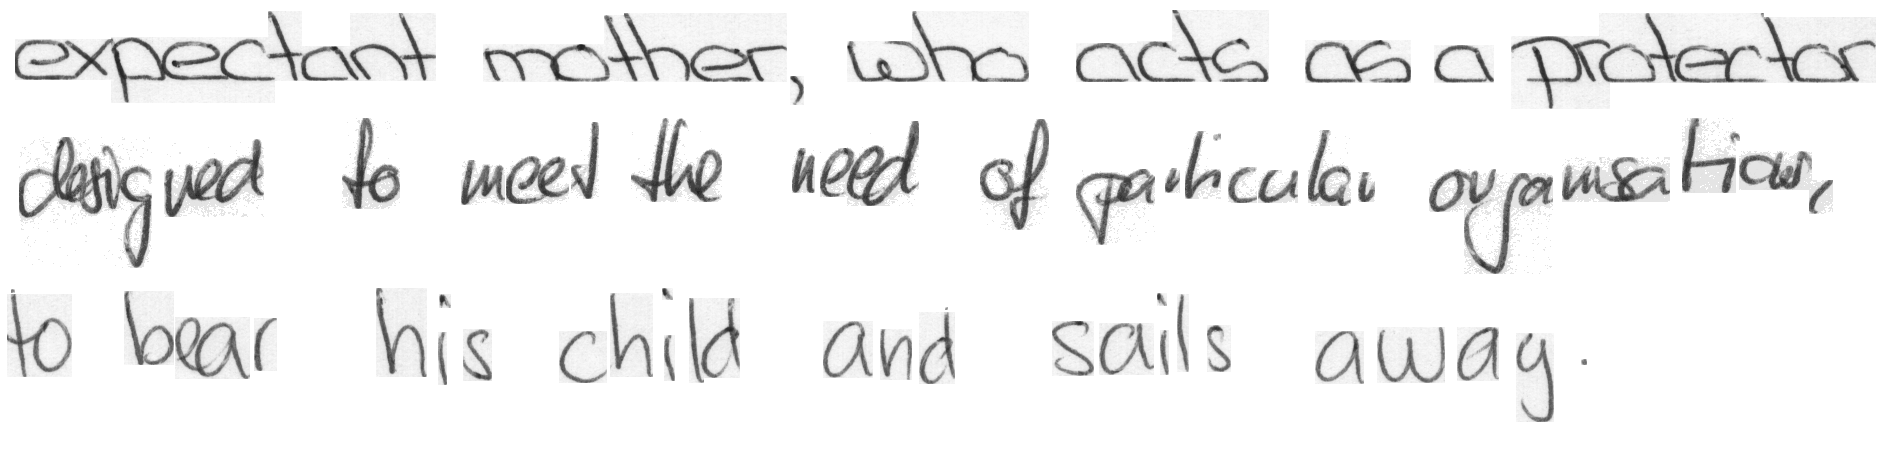 expectant mother, who acts as a protector
designed to meet the need of particular organisations,
to bear his child and sails away.